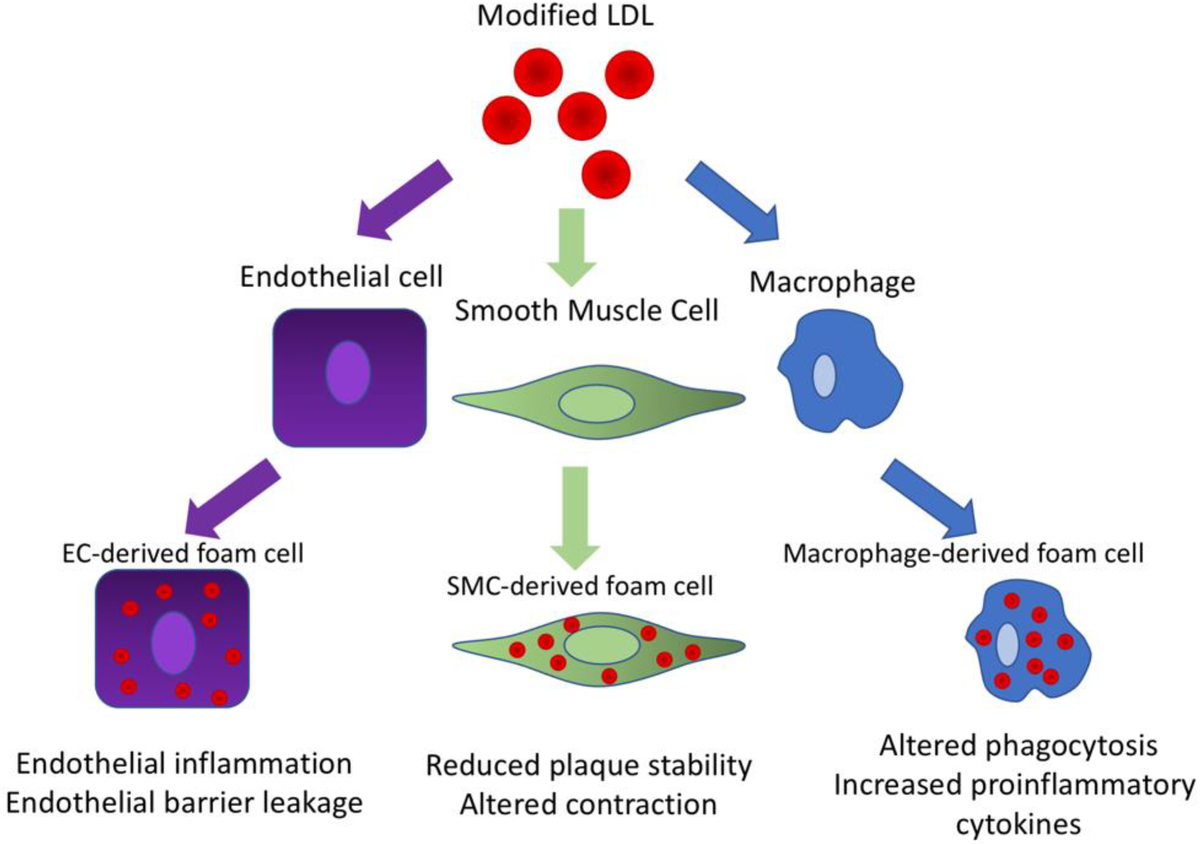 Modified LDL
Endothelial cell
Smooth Muscle Cell
Macrophage
EC-derived foam cell
SMC-derived foam cell
Macrophage-derived foam cell
Endothelial inflammation
Endothelial barrier leakage
Reduced plaque stability
Altered contraction
Altered phagocytosis
Increased proinflammatory
cytokines